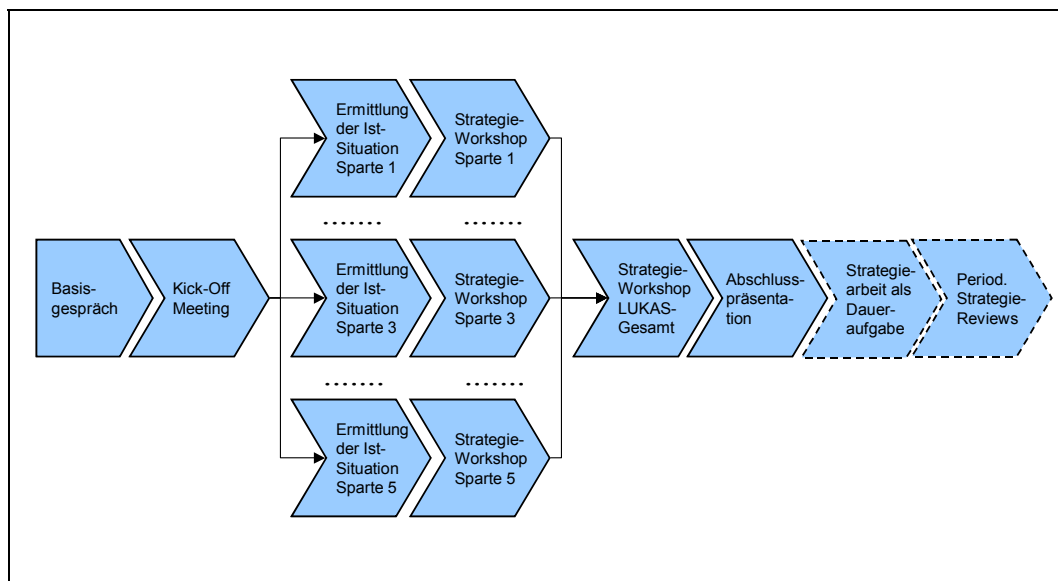 Basis-
gespräch
Kick-Off
Meeting
Ermittlung
der Ist-
Situation
Sparte 1
Strategie-
Workshop
Sparte 1
Ermittlung
der Ist-
Situation
Sparte 3
Strategie-
Workshop
Sparte 3
Ermittlung
der Ist-
Situation
Sparte 5
Strategie-
Workshop
Sparte 5
Strategie-
Workshop
LUKAS-
Gesamt
Abschluss-
präsenta-
tion
Strategie-
arbeit als
Dauer-
aufgabe
Period.
Strategie-
Reviews